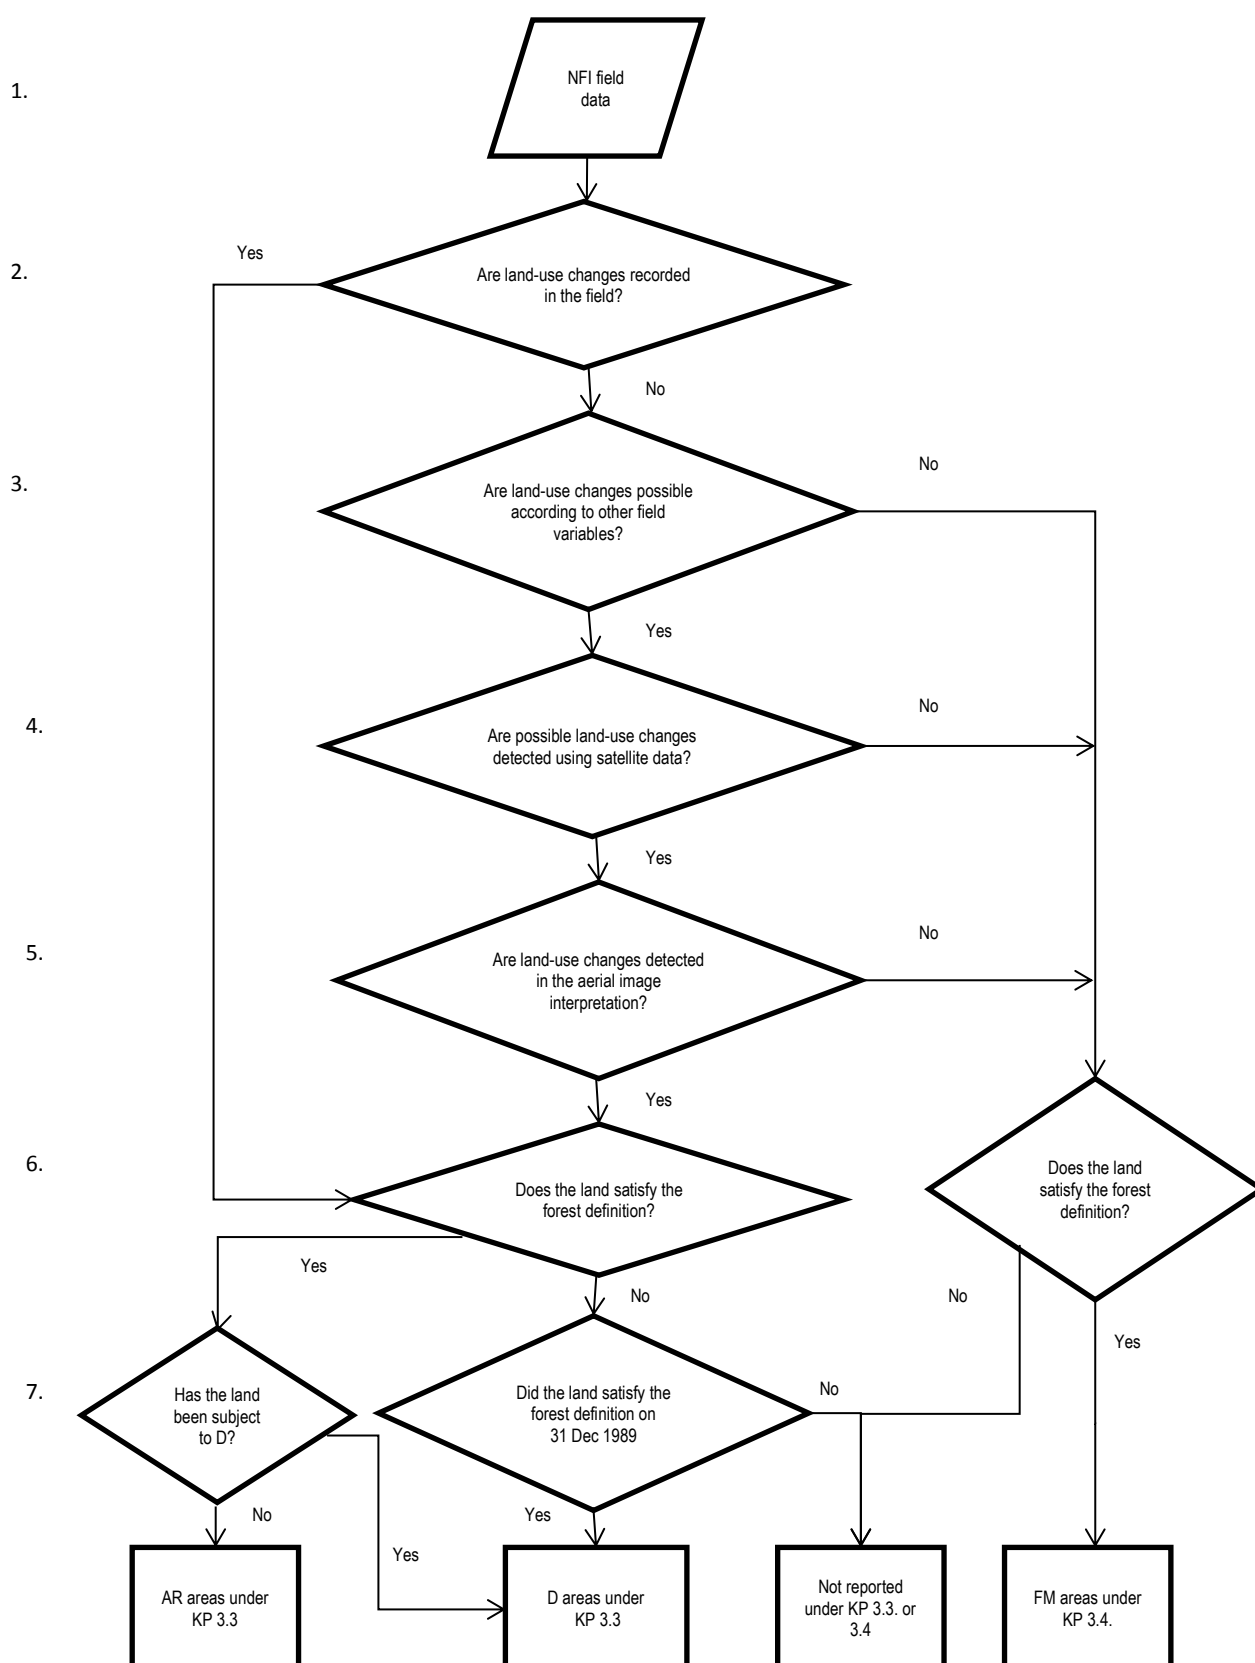 1.
NFI field
data
Yes
2.
Are land-use changes recorded
in the field?
No
3.
Are land-use changes possible
according to other field
variables?
No
Yes
4.
Are possible land-use changes
detected using satellite data?
No
Yes
5.
Are land-use changes detected
in the aerial image
interpretation?
No
Yes
6.
Does the land satisfy the
forest definition?
Does the land
satisfy the forest
definition?
Yes
No
No
Yes
7.
Has the land
been subject
to D?
Did the land satisfy the
forest definition on
31 Dec 1989
No
No
Yes
Yes
AR areas under
KP 3.3
D areas under
KP 3.3
Not reported
under KP 3.3. or
3.4
FM areas under
KP 3.4.